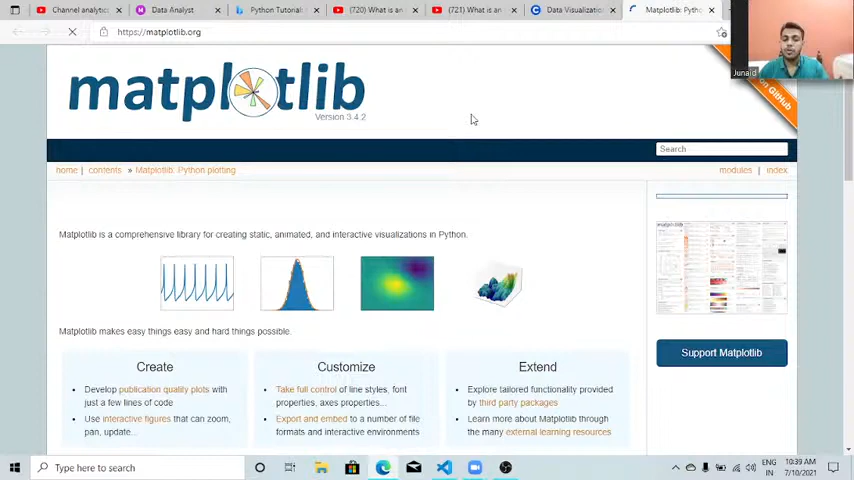 Channel analytics
Data Analyst
Python Tutorial:
(720) What is an
(721) What is an
Data Visualization
Matplotlib: Pytho
https://matplotlib.org
Junaid
on GitHub
matplotlib
Version 3.4.2
Search
home | contents » Matplotlib: Python plotting
modules | index
Matplotlib is a comprehensive library for creating static, animated, and interactive visualizations in Python.
Matplotlib makes easy things easy and hard things possible.
Create
Develop publication quality plots with
just a few lines of code
Use interactive figures that can zoom,
pan, update...
Customize
Take full control of line styles, font
properties, axes properties...
Export and embed to a number of file
formats and interactive environments
Extend
Explore tailored functionality provided
by third party packages
Learn more about Matplotlib through
the many external learning resources
Support Matplotlib
Type here to search
ENG
IN
10:39 AM
7/10/2021